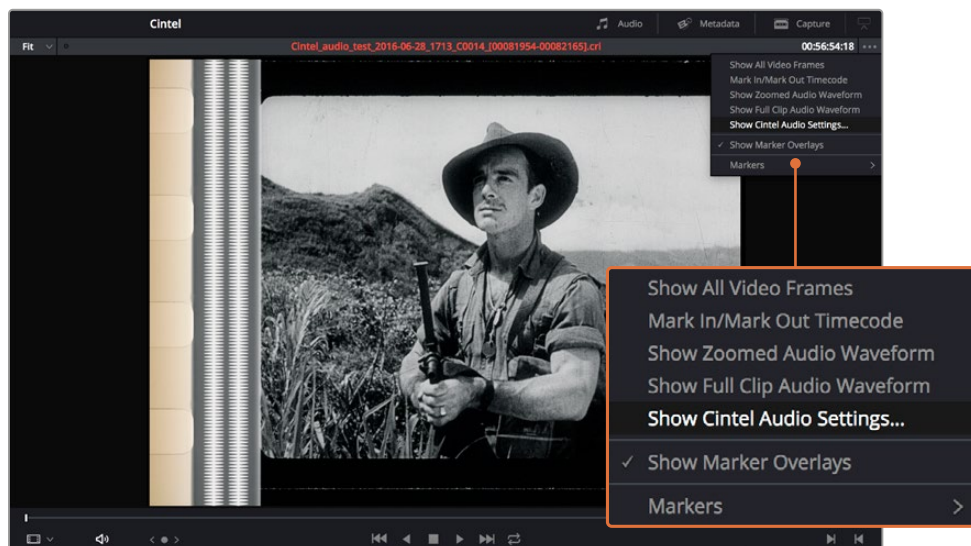 Cintel
Audio
Metadata
Capture
Fit
Cintel_audio_test_2016-06-28_1713_C0014_[00081954-00082165].cri
00:56:54:18
Show All Video Frames
Mark In/Mark Out Timecode
Show Zoomed Audio Waveform
Show Full Clip Audio Waveform
Show Cintel Audio Settings...
Show Marker Overlays
Markers
Show All Video Frames
Mark In/Mark Out Timecode
Show Zoomed Audio Waveform
Show Full Clip Audio Waveform
Show Cintel Audio Settings...
Show Marker Overlays
Markers